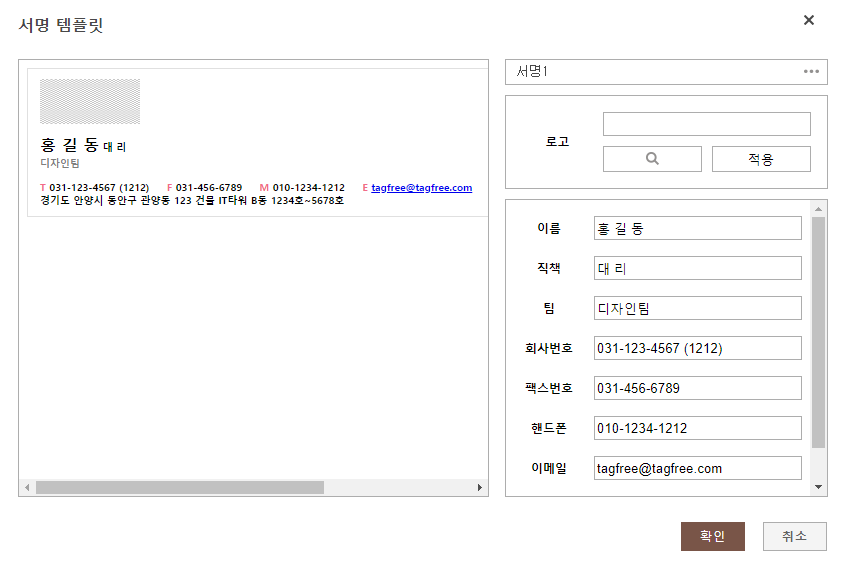 서명 템플릿
홍 길 동 대 리
디자인팀
T 031-123-4567 (1212) F 031-456-6789 M 010-1234-1212 E tagfree@tagfree.com
경기도 안양시 동안구 관양동 123 건물 IT타워 B동 1234호~5678호
서명1
로고
적용
이름 홍 길 동
직책 대 리
팀 디자인팀
회사번호 031-123-4567 (1212)
팩스번호 031-456-6789
핸드폰 010-1234-1212
이메일 tagfree@tagfree.com
확인 취소